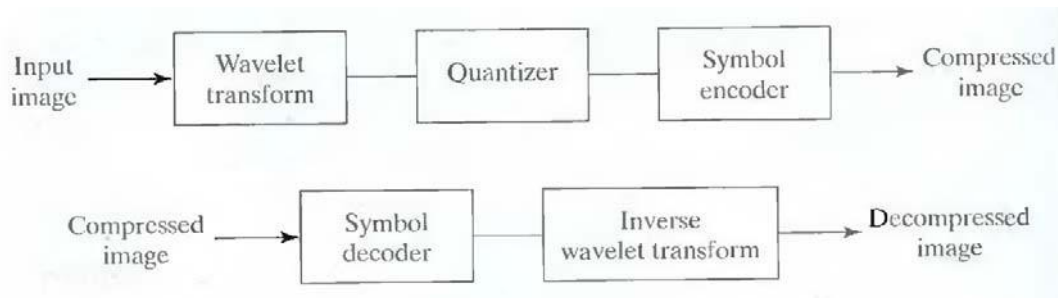 Input
image
Wavelet
transform
Quantizer
Symbol
encoder
Compressed
image
Compressed
image
Symbol
decoder
Inverse
wavelet transform
Decompressed
image